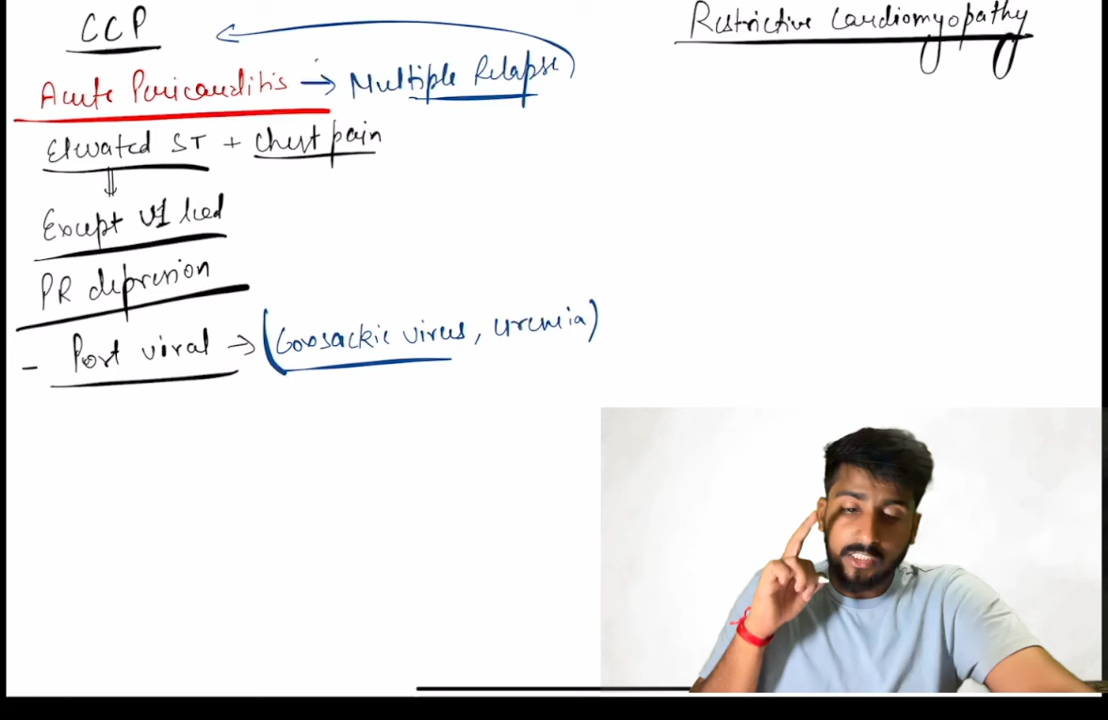 CCP
Restrictive Cardiomyopathy
Acute Pericarditis → Multiple Relapse
Elevated ST + Chest pain
Except V1 lead
PR depression
- Post viral → (Coxsackie virus, uremia)